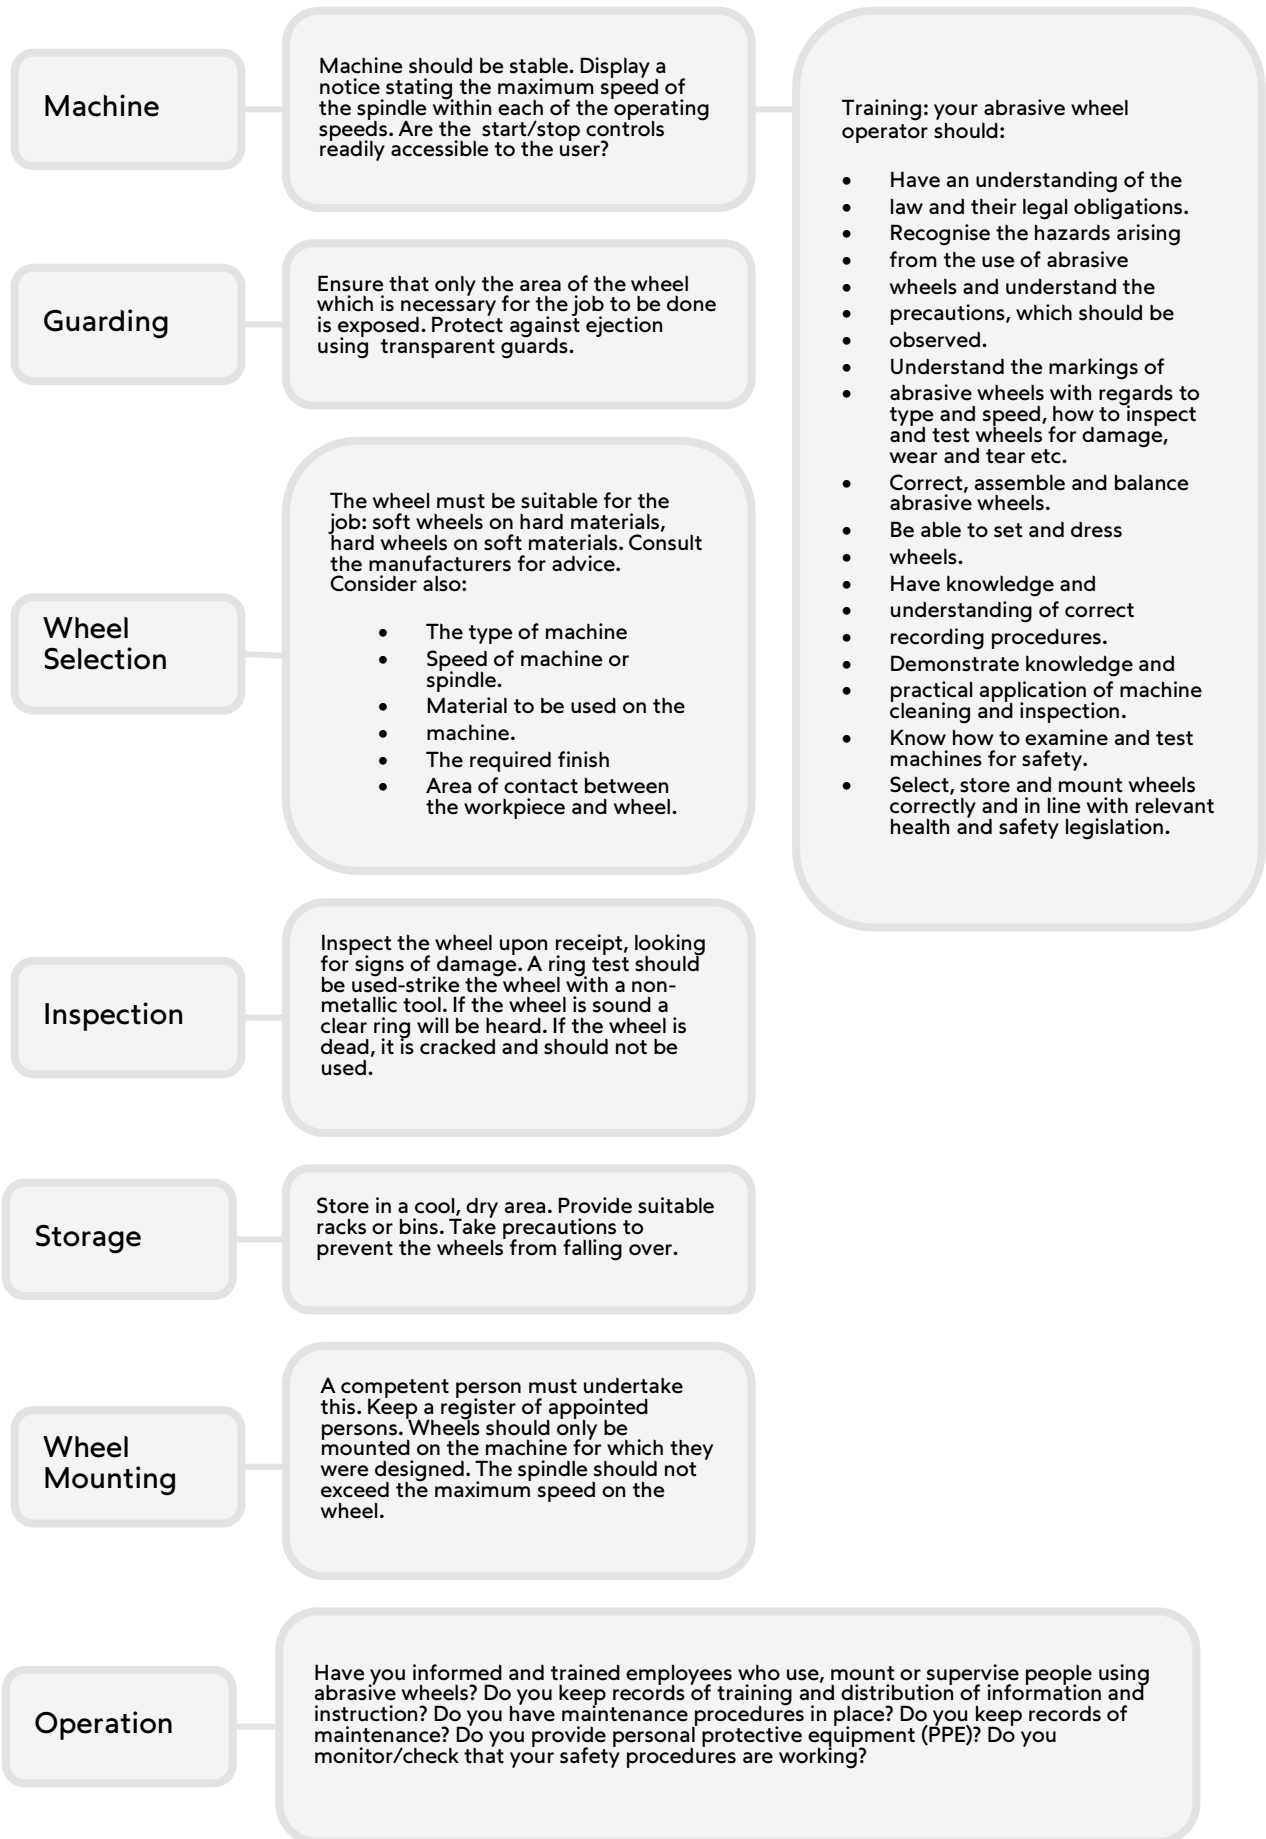 Machine
Machine should be stable. Display a
notice stating the maximum speed of
the spindle within each of the operating
speeds. Are the  start/stop controls
readily accessible to the user?
Training: your abrasive wheel
operator should:
• Have an understanding of the
• law and their legal obligations.
• Recognise the hazards arising
• from the use of abrasive
• wheels and understand the
• precautions, which should be
• observed.
• Understand the markings of
• abrasive wheels with regards to
type and speed, how to inspect
and test wheels for damage,
wear and tear etc.
• Correct, assemble and balance
abrasive wheels.
• Be able to set and dress
• wheels.
• Have knowledge and
• understanding of correct
• recording procedures.
• Demonstrate knowledge and
• practical application of machine
cleaning and inspection.
• Know how to examine and test
machines for safety.
• Select, store and mount wheels
correctly and in line with relevant
health and safety legislation.
Guarding
Ensure that only the area of the wheel
which is necessary for the job to be done
is exposed. Protect against ejection
using  transparent guards.
Wheel
Selection
The wheel must be suitable for the
job: soft wheels on hard materials,
hard wheels on soft materials. Consult
the manufacturers for advice.
Consider also:
• The type of machine
• Speed of machine or
spindle.
• Material to be used on the
• machine.
• The required finish
• Area of contact between
the workpiece and wheel.
Inspection
Inspect the wheel upon receipt, looking
for signs of damage. A ring test should
be used-strike the wheel with a non-
metallic tool. If the wheel is sound a
clear ring will be heard. If the wheel is
dead, it is cracked and should not be
used.
Storage
Store in a cool, dry area. Provide suitable
racks or bins. Take precautions to
prevent the wheels from falling over.
Wheel
Mounting
A competent person must undertake
this. Keep a register of appointed
persons. Wheels should only be
mounted on the machine for which they
were designed. The spindle should not
exceed the maximum speed on the
wheel.
Operation
Have you informed and trained employees who use, mount or supervise people using
abrasive wheels? Do you keep records of training and distribution of information and
instruction? Do you have maintenance procedures in place? Do you keep records of
maintenance? Do you provide personal protective equipment (PPE)? Do you
monitor/check that your safety procedures are working?